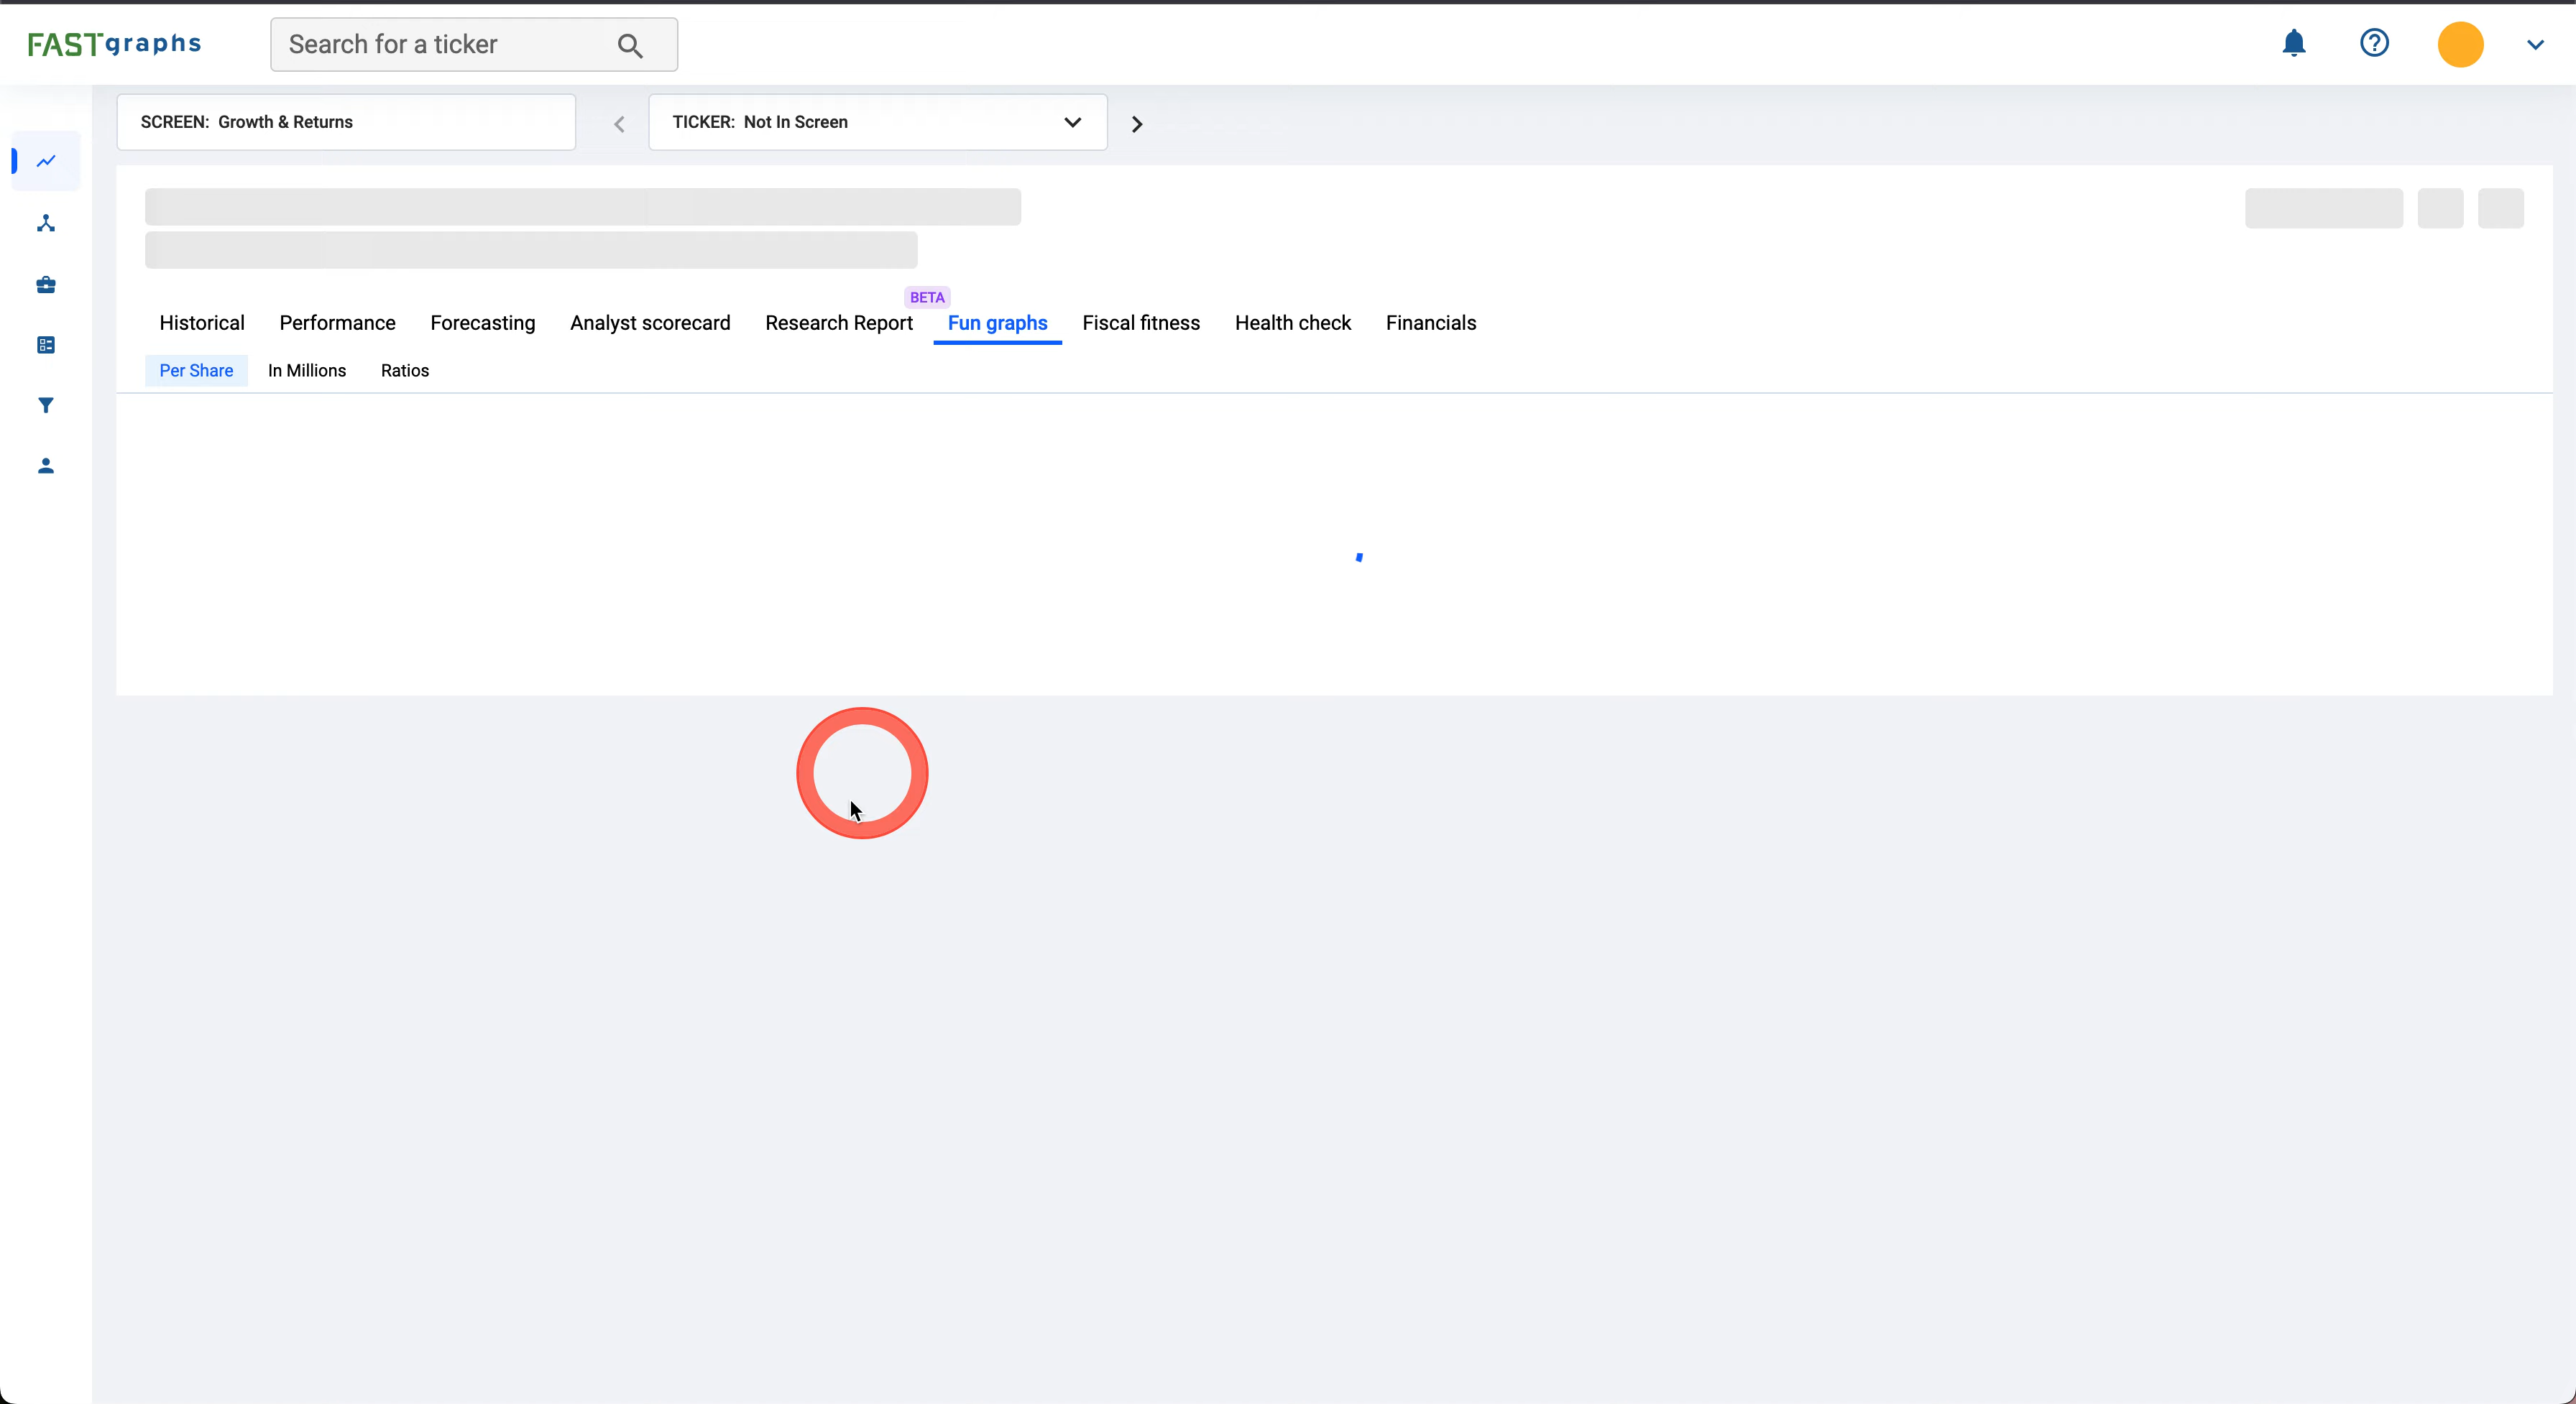 FASTgraphs
Search for a ticker
SCREEN: Growth & Returns
TICKER: Not In Screen
BETA
Historical Performance Forecasting Analyst scorecard Research Report Fun graphs Fiscal fitness Health check Financials
Per Share In Millions Ratios